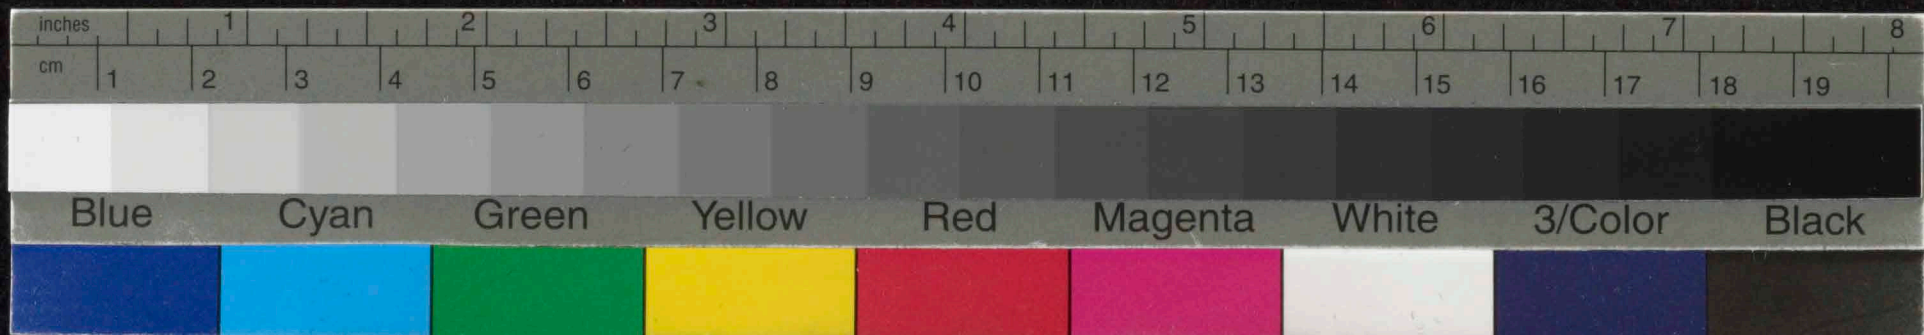 inches 1 2 3 4 5 6 7 8
cm 1 2 3 4 5 6 7 8 9 10 11 12 13 14 15 16 17 18 19
Blue Cyan Green Yellow Red Magenta White 3/Color Black